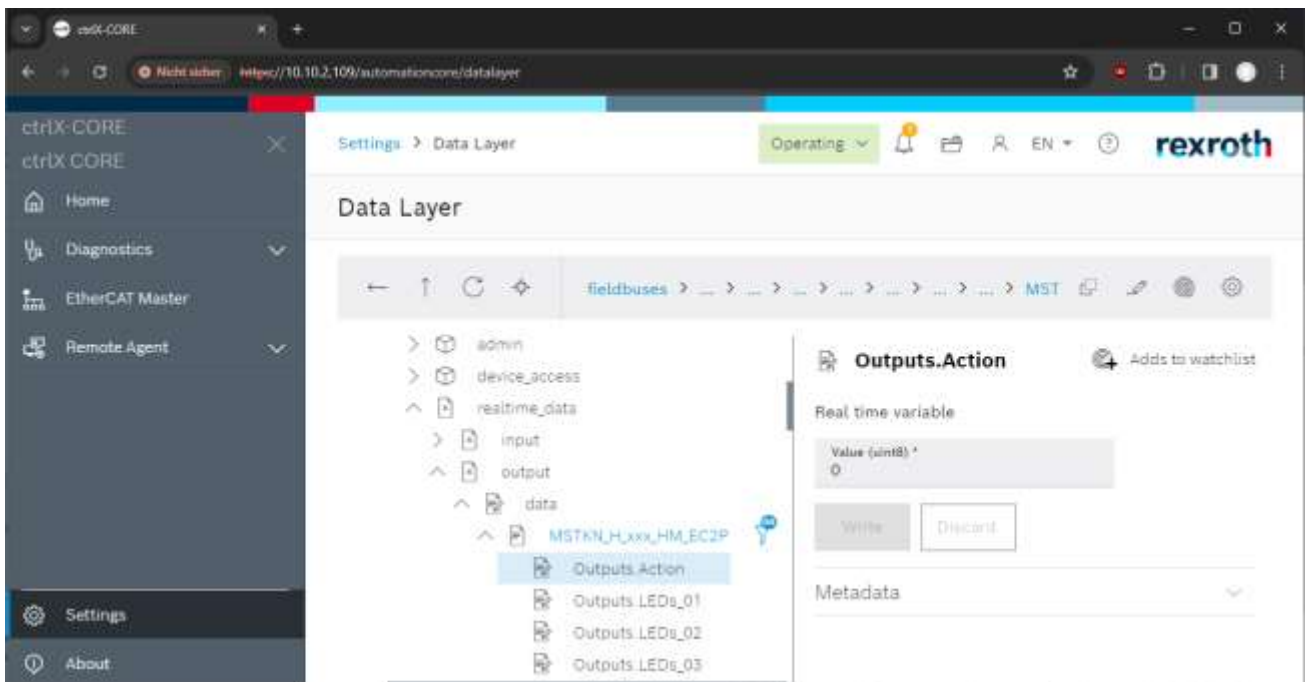 ctrlX-CORE
Nicht sicher https://10.10.2.109/automationcore/datalayer
ctrlX-CORE
ctrlX CORE
Home
Diagnostics
EtherCAT Master
Remote Agent
Settings
About
Settings > Data Layer
Operating
EN
rexroth
Data Layer
fieldbuses > ... > ... > ... > ... > ... > ... > MST
admin
device_access
realtime_data
input
output
data
MSTKN_H_xxx_HM_EC2P
Outputs.Action
Outputs.LEDs_01
Outputs.LEDs_02
Outputs.LEDs_03
Outputs.Action
Adds to watchlist
Real time variable
Value (uint8) *
0
Write
Discard
Metadata